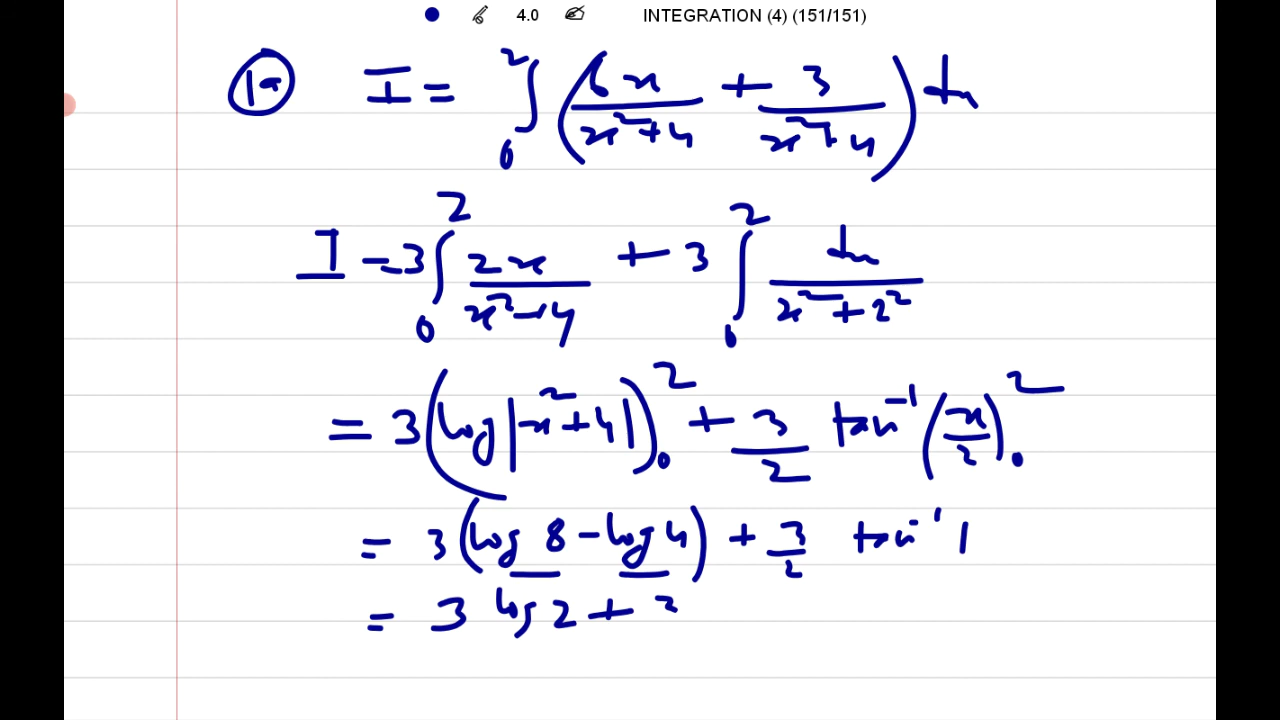 4.0 INTEGRATION (4) (151/151)
19 I = ∫₀² (6x/(x²+4) + 3/(x²+4)) dx
I = 3 ∫₀² 2x/(x²+4) + 3 ∫₀² dx/(x²+2²)
= 3 (log |x²+4|)₀² + 3/2 tan⁻¹ (x/2)₀²
= 3 (log 8 − log 4) + 3/2 tan⁻¹ 1
= 3 log 2 + 3